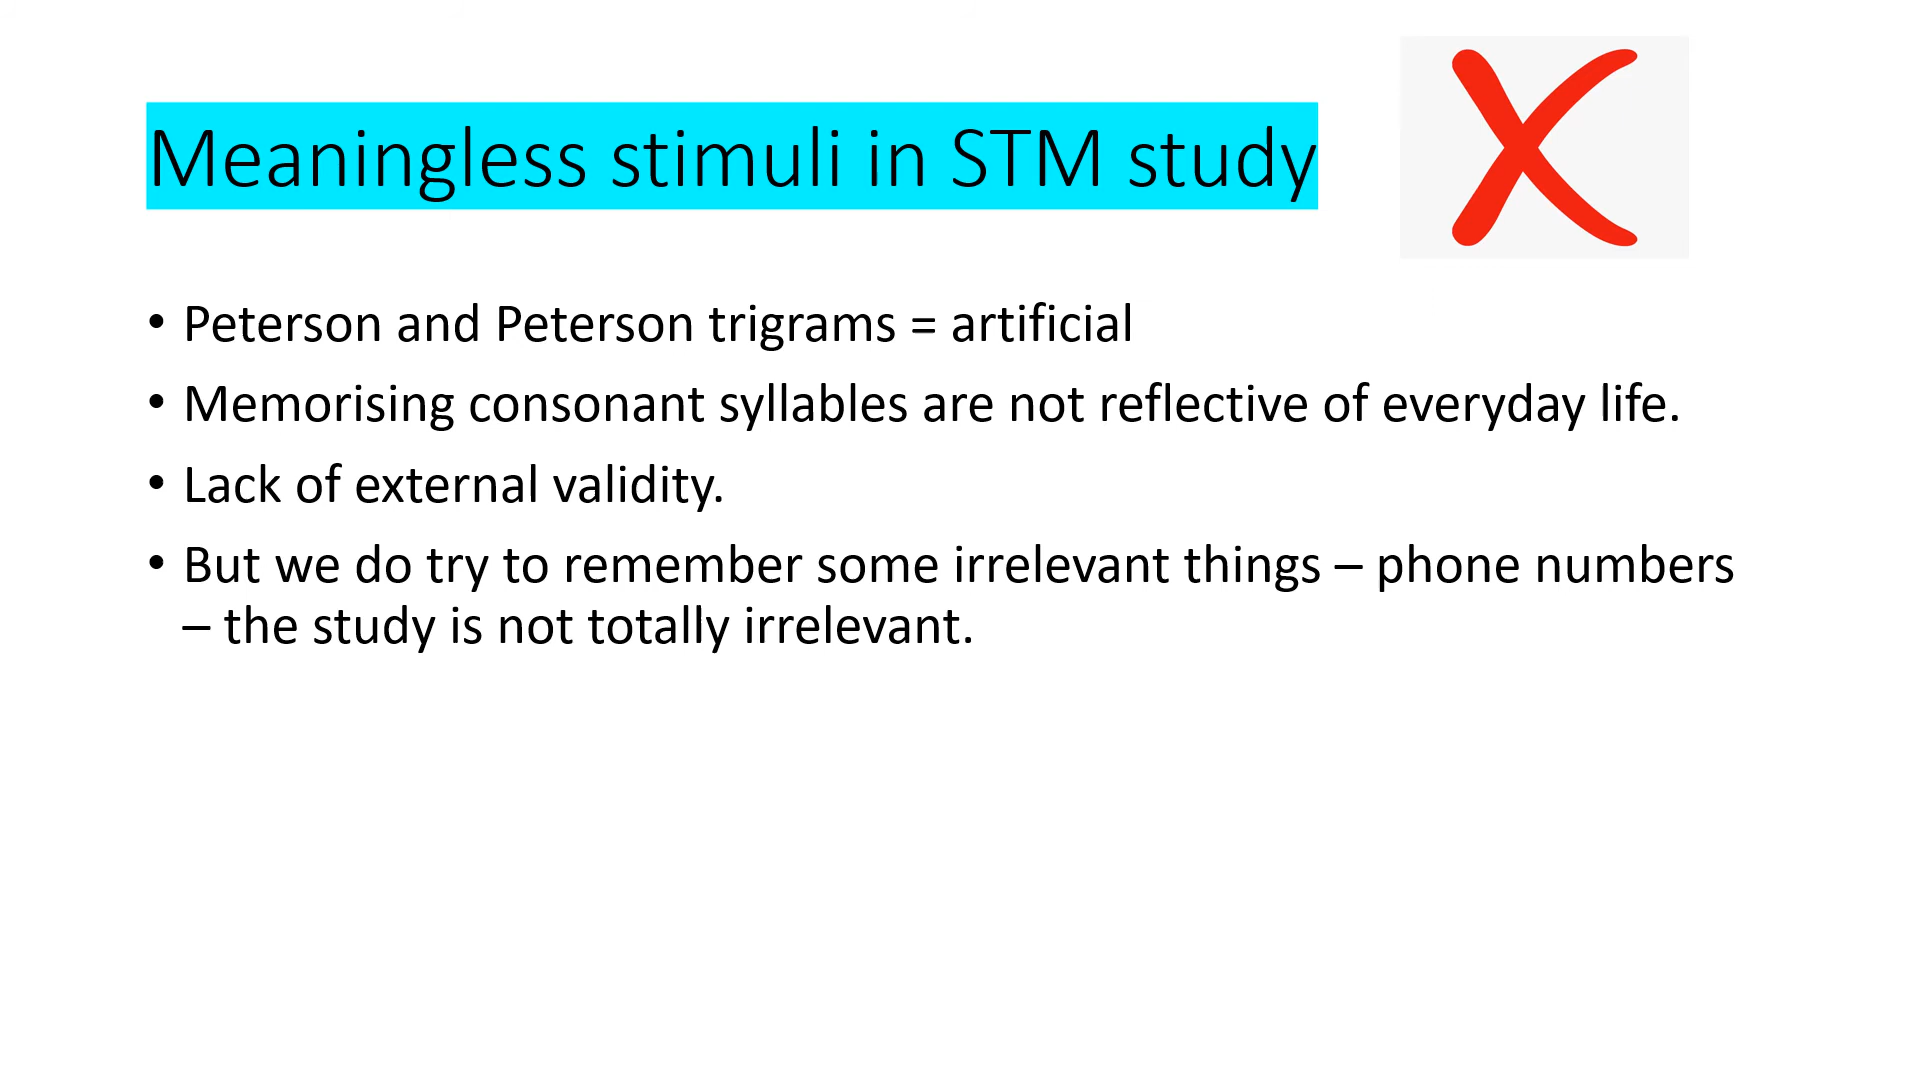 Meaningless stimuli in STM study
• Peterson and Peterson trigrams = artificial
• Memorising consonant syllables are not reflective of everyday life.
• Lack of external validity.
• But we do try to remember some irrelevant things – phone numbers
– the study is not totally irrelevant.